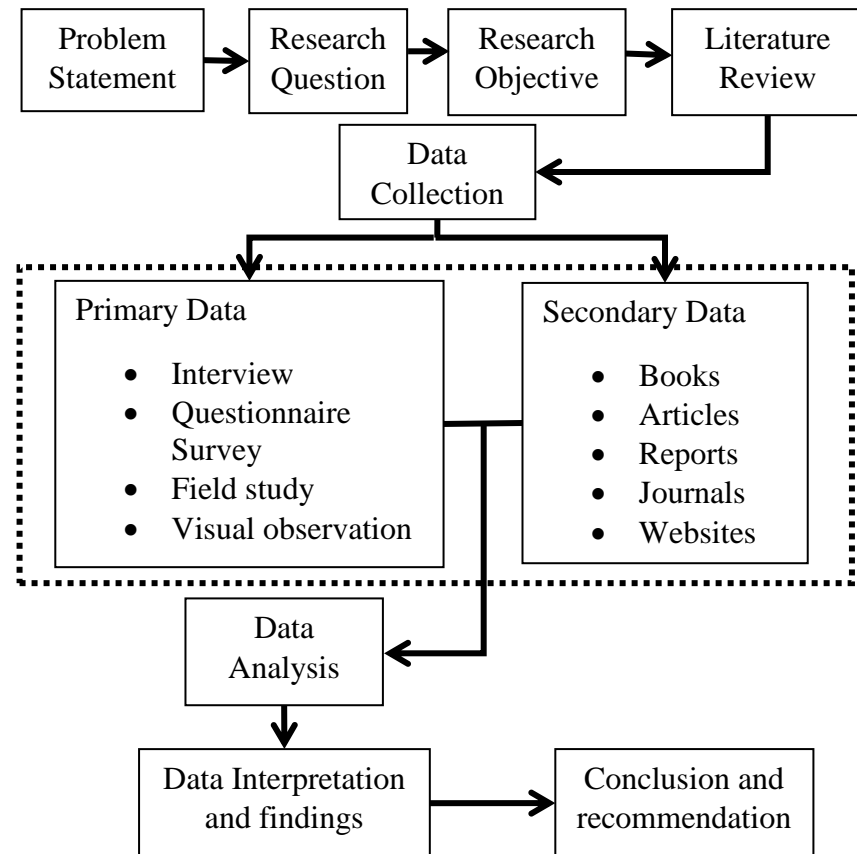 Problem
Statement
Research
Question
Research
Objective
Literature
Review
Data
Collection
Primary Data
• Interview
• Questionnaire
Survey
• Field study
• Visual observation
Secondary Data
• Books
• Articles
• Reports
• Journals
• Websites
Data
Analysis
Data Interpretation
and findings
Conclusion and
recommendation